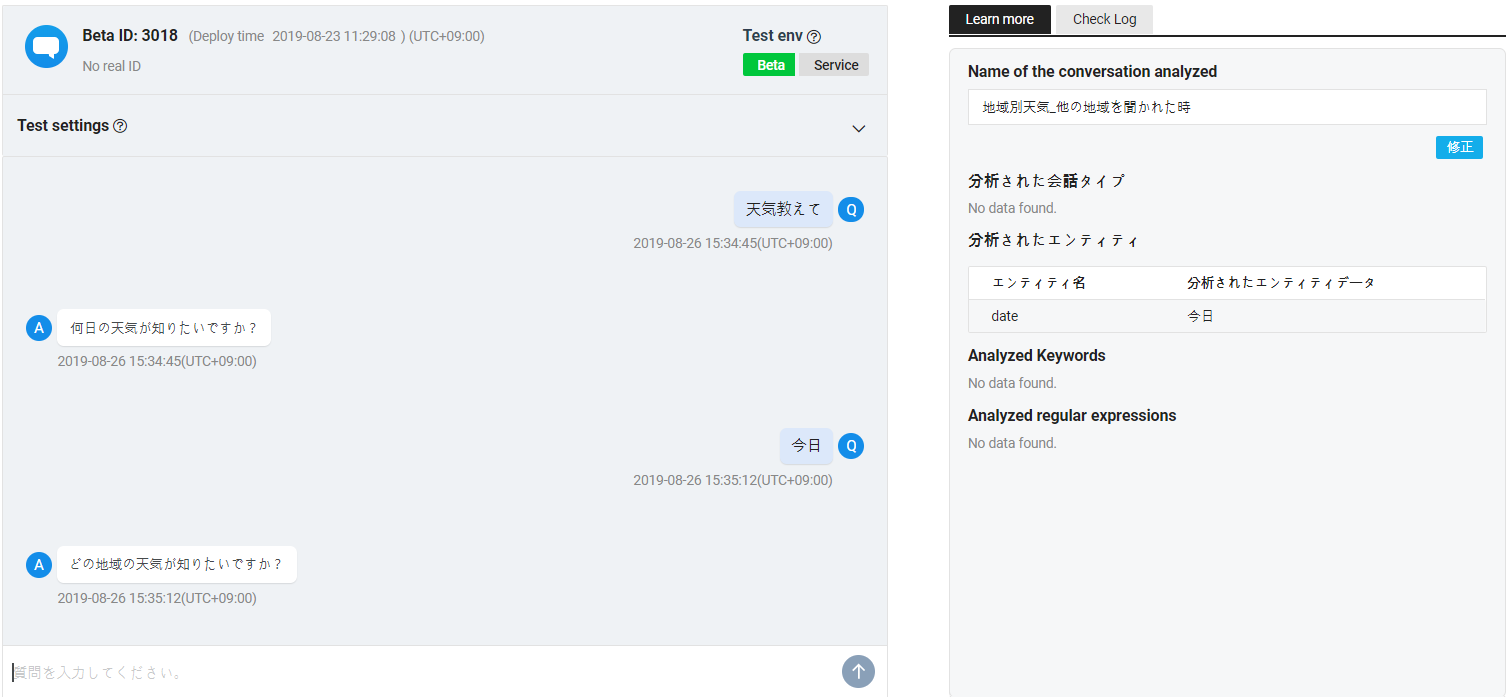 Beta ID: 3018 (Deploy time 2019-08-23 11:29:08 ) (UTC+09:00)
No real ID
Test env
Beta Service
Test settings
天気教えて
Q
2019-08-26 15:34:45(UTC+09:00)
A
何日の天気が知りたいですか？
2019-08-26 15:34:45(UTC+09:00)
今日
Q
2019-08-26 15:35:12(UTC+09:00)
A
どの地域の天気が知りたいですか？
2019-08-26 15:35:12(UTC+09:00)
質問を入力してください。
Learn more Check Log
Name of the conversation analyzed
地域別天気_他の地域を聞かれた時
修正
分析された会話タイプ
No data found.
分析されたエンティティ
エンティティ名 分析されたエンティティデータ
date 今日
Analyzed Keywords
No data found.
Analyzed regular expressions
No data found.